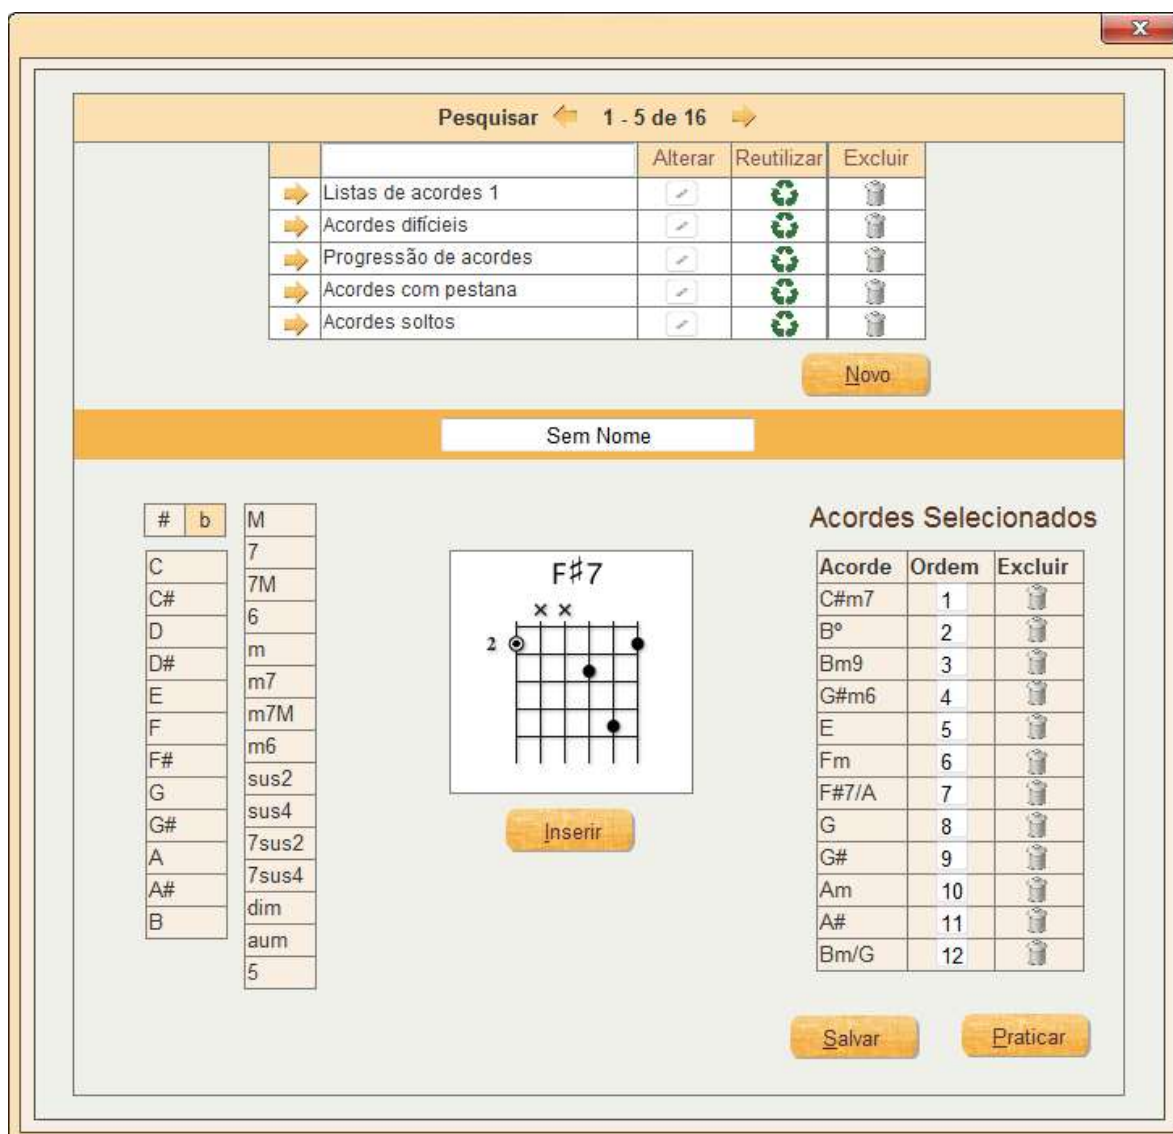 X
Pesquisar 1 - 5 de 16
Alterar Reutilizar Excluir
Listas de acordes 1
Acordes difícieis
Progressão de acordes
Acordes com pestana
Acordes soltos
Novo
Sem Nome
# b
C
C#
D
D#
E
F
F#
G
G#
A
A#
B
M
7
7M
6
m
m7
m7M
m6
sus2
sus4
7sus2
7sus4
dim
aum
5
F♯7
× ×
2
Inserir
Acordes Selecionados
Acorde Ordem Excluir
C#m7 1
Bº 2
Bm9 3
G#m6 4
E 5
Fm 6
F#7/A 7
G 8
G# 9
Am 10
A# 11
Bm/G 12
Salvar Praticar